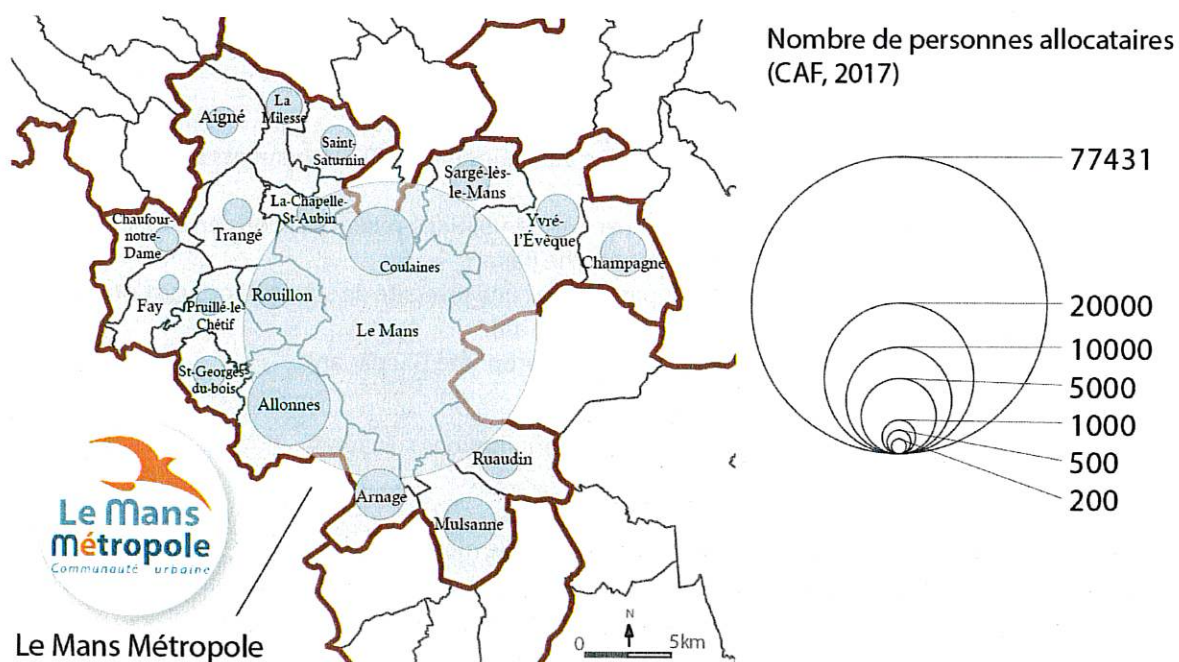 Nombre de personnes allocataires
(CAF, 2017)
77431
20000
10000
5000
1000
500
200
Aigné
La
Milesse
Saint-
Saturnin
Sargé-lès-
le-Mans
La-Chapelle-
St-Aubin
Yvré-
l'Évèque
Chaufour-
notre-
Dame
Trangé
Coulaines
Champagné
Fay
Pruillé-le-
Chétif
Rouillon
Le Mans
St-Georges
du-bois
Allonnes
Ruaudin
Arnage
Mulsanne
Le Mans
Métropole
Communauté urbaine
Le Mans Métropole
N
0 5km